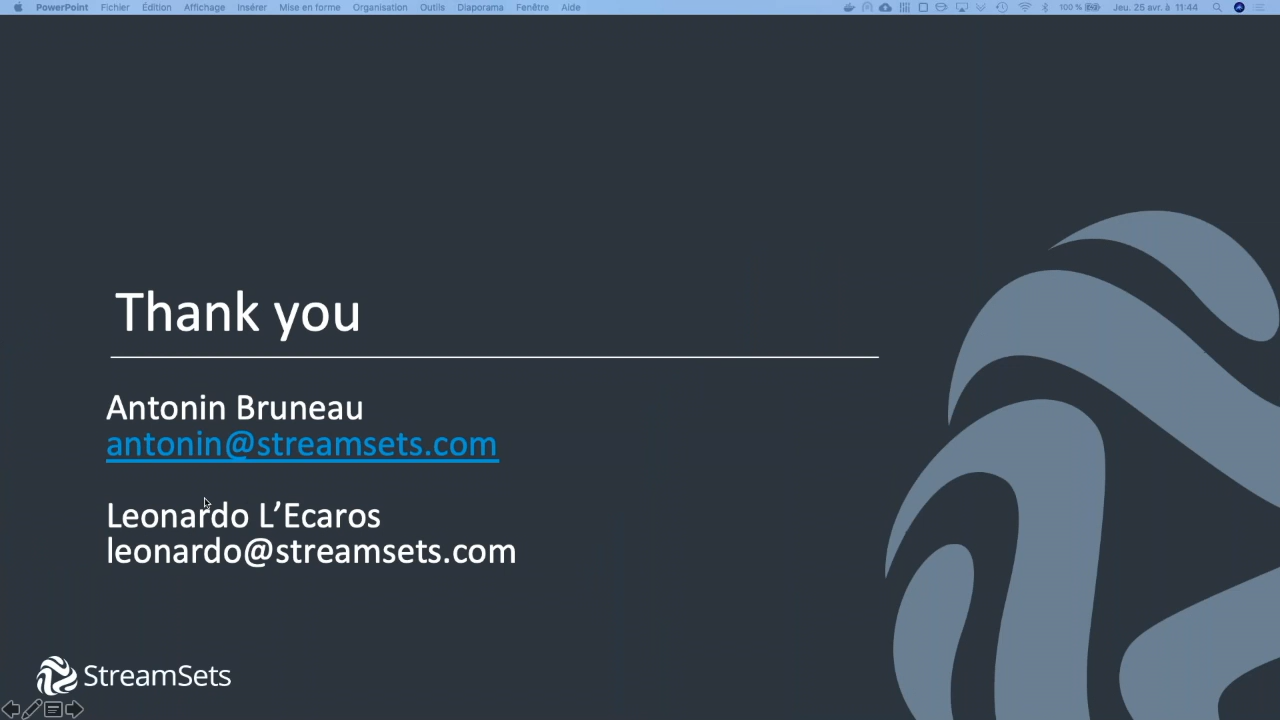 PowerPoint Fichier Édition Affichage Insérer Mise en forme Organisation Outils Diaporama Fenêtre Aide 100 % Jeu. 25 avr. à 11:44
Thank you
Antonin Bruneau
antonin@streamsets.com
Leonardo L’Ecaros
leonardo@streamsets.com
StreamSets